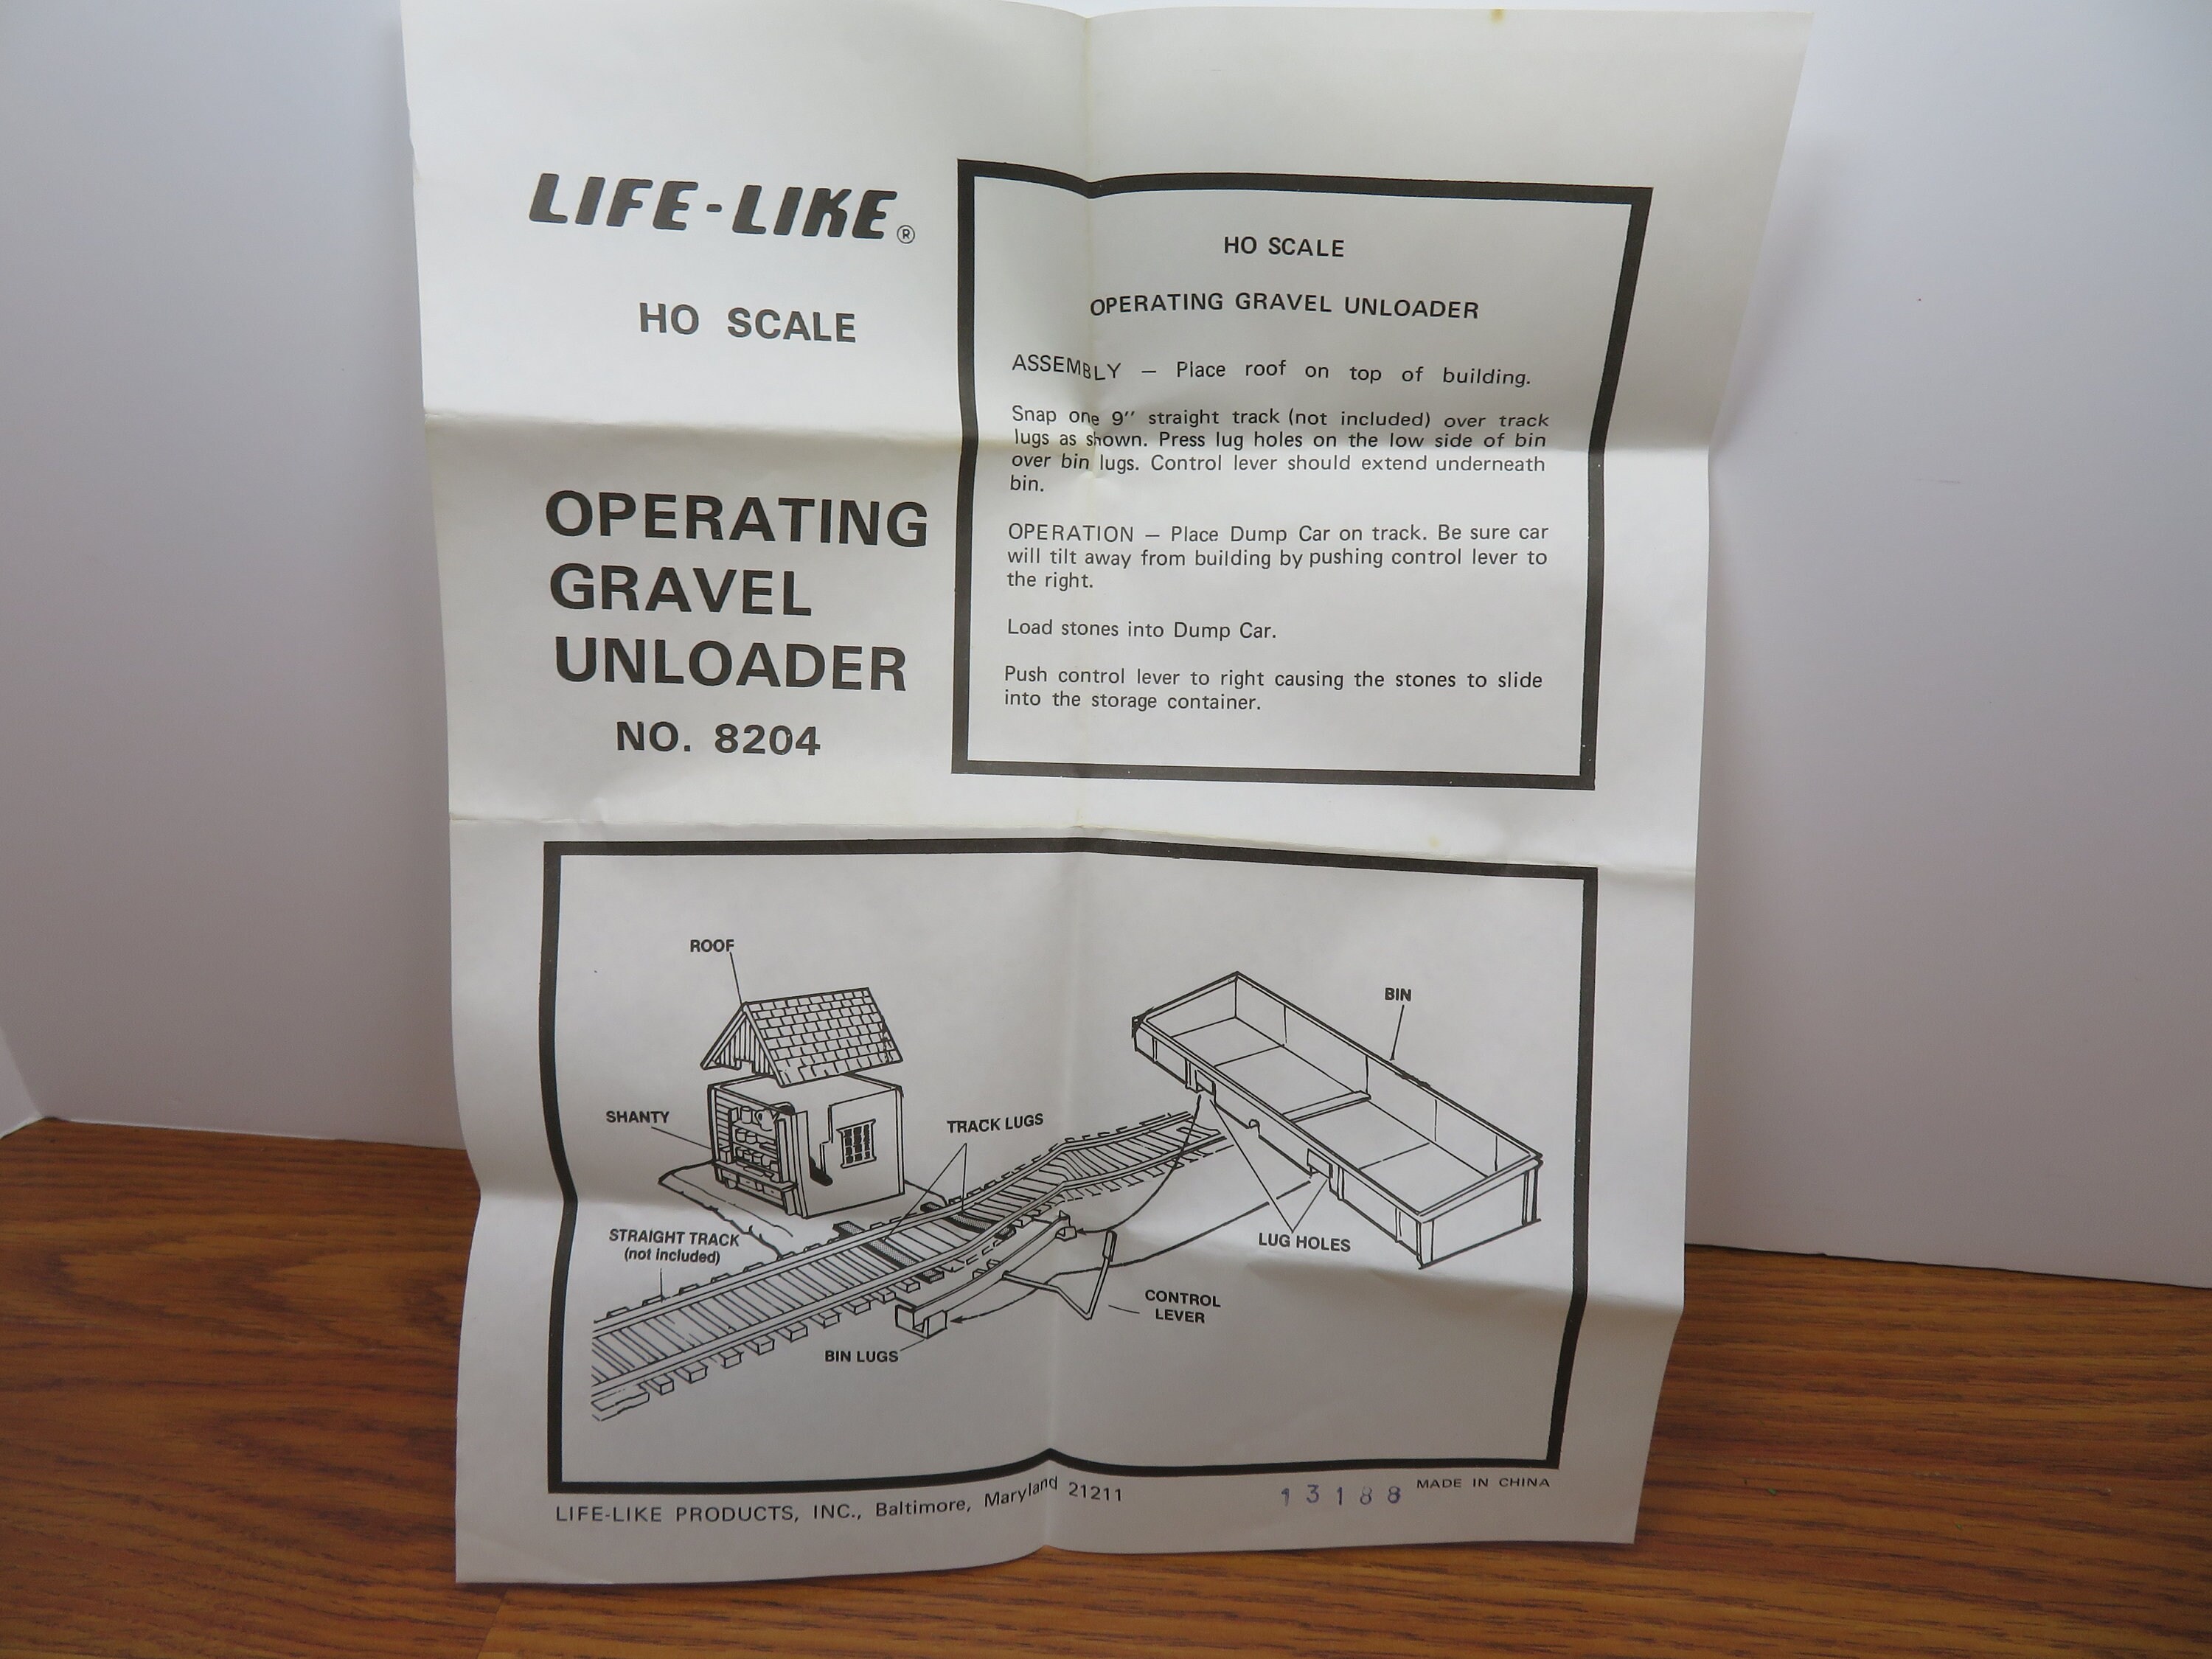 LIFE-LIKE®
HO SCALE
OPERATING
GRAVEL
UNLOADER
NO. 8204
HO SCALE
OPERATING GRAVEL UNLOADER
ASSEMBLY — Place roof on top of building.
Snap one 9" straight track (not included) over track
lugs as shown. Press lug holes on the low side of bin
over bin lugs. Control lever should extend underneath
bin.
OPERATION — Place Dump Car on track. Be sure car
will tilt away from building by pushing control lever to
the right.
Load stones into Dump Car.
Push control lever to right causing the stones to slide
into the storage container.
ROOF
BIN
SHANTY
TRACK LUGS
STRAIGHT TRACK
(not included)
LUG HOLES
CONTROL
LEVER
BIN LUGS
LIFE-LIKE PRODUCTS, INC., Baltimore, Maryland 21211
13188
MADE IN CHINA